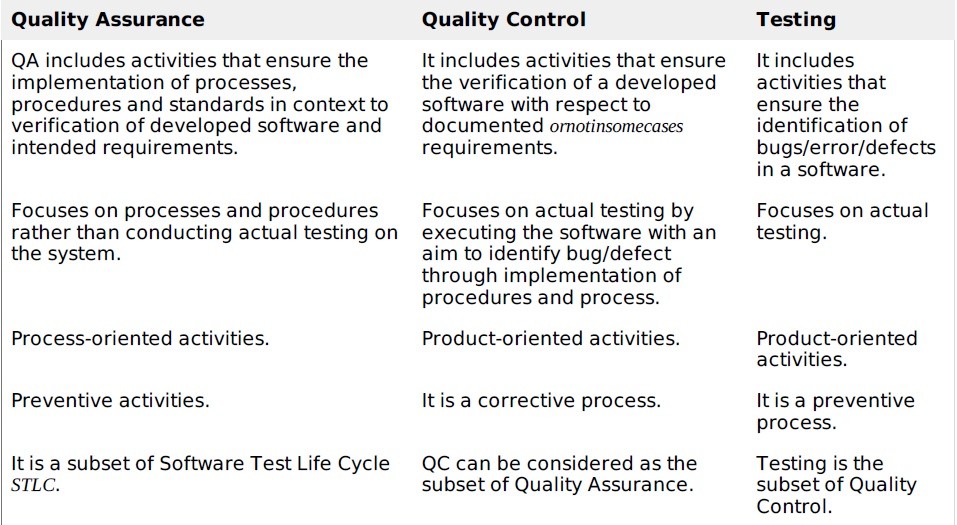 Quality Assurance Quality Control Testing
QA includes activities that ensure the
implementation of processes,
procedures and standards in context to
verification of developed software and
intended requirements.
It includes activities that ensure
the verification of a developed
software with respect to
documented ornotinsomecases
requirements.
It includes
activities that
ensure the
identification of
bugs/error/defects
in a software.
Focuses on processes and procedures
rather than conducting actual testing on
the system.
Focuses on actual testing by
executing the software with an
aim to identify bug/defect
through implementation of
procedures and process.
Focuses on actual
testing.
Process-oriented activities.
Product-oriented activities.
Product-oriented
activities.
Preventive activities.
It is a corrective process.
It is a preventive
process.
It is a subset of Software Test Life Cycle
STLC.
QC can be considered as the
subset of Quality Assurance.
Testing is the
subset of Quality
Control.